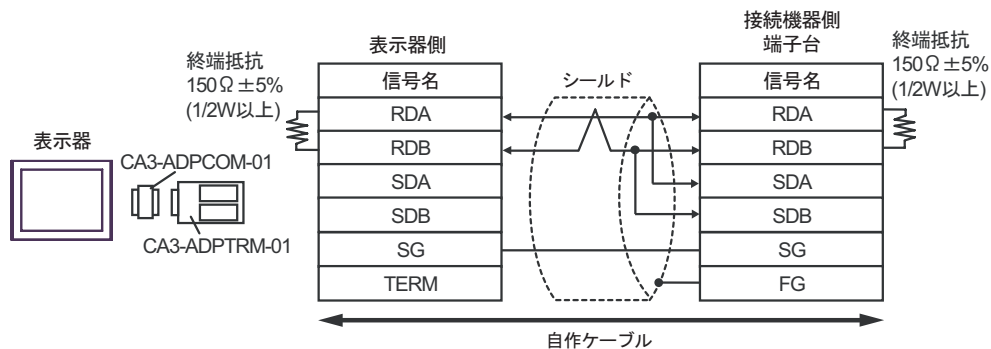 表示器
CA3-ADPCOM-01
CA3-ADPTRM-01
終端抵抗
150Ω±5%
(1/2W以上)
表示器側
信号名
RDA
RDB
SDA
SDB
SG
TERM
シールド
接続機器側
端子台
信号名
RDA
RDB
SDA
SDB
SG
FG
終端抵抗
150Ω±5%
(1/2W以上)
自作ケーブル